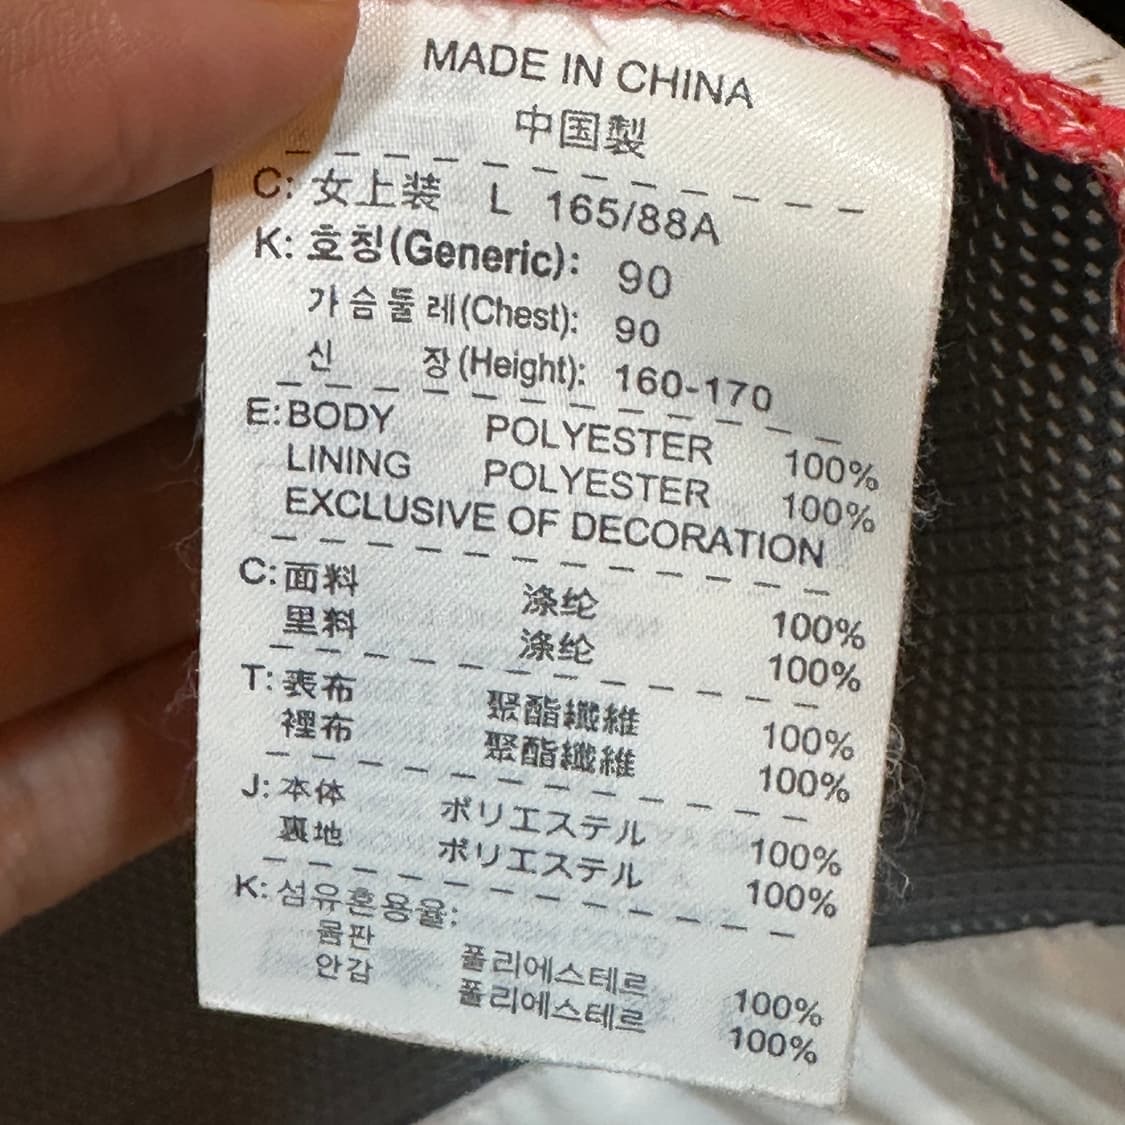 MADE IN CHINA
中国製
C: 女上装 L 165/88A
K: 호칭(Generic): 90
가슴둘레(Chest): 90
신 장(Height): 160-170
E: BODY POLYESTER 100%
LINING POLYESTER 100%
EXCLUSIVE OF DECORATION
C: 面料 涤纶 100%
里料 涤纶 100%
T: 表布 聚酯纖維 100%
裡布 聚酯纖維 100%
J: 本体 ポリエステル 100%
裏地 ポリエステル 100%
K: 섬유혼용율:
몸판 폴리에스테르 100%
안감 폴리에스테르 100%